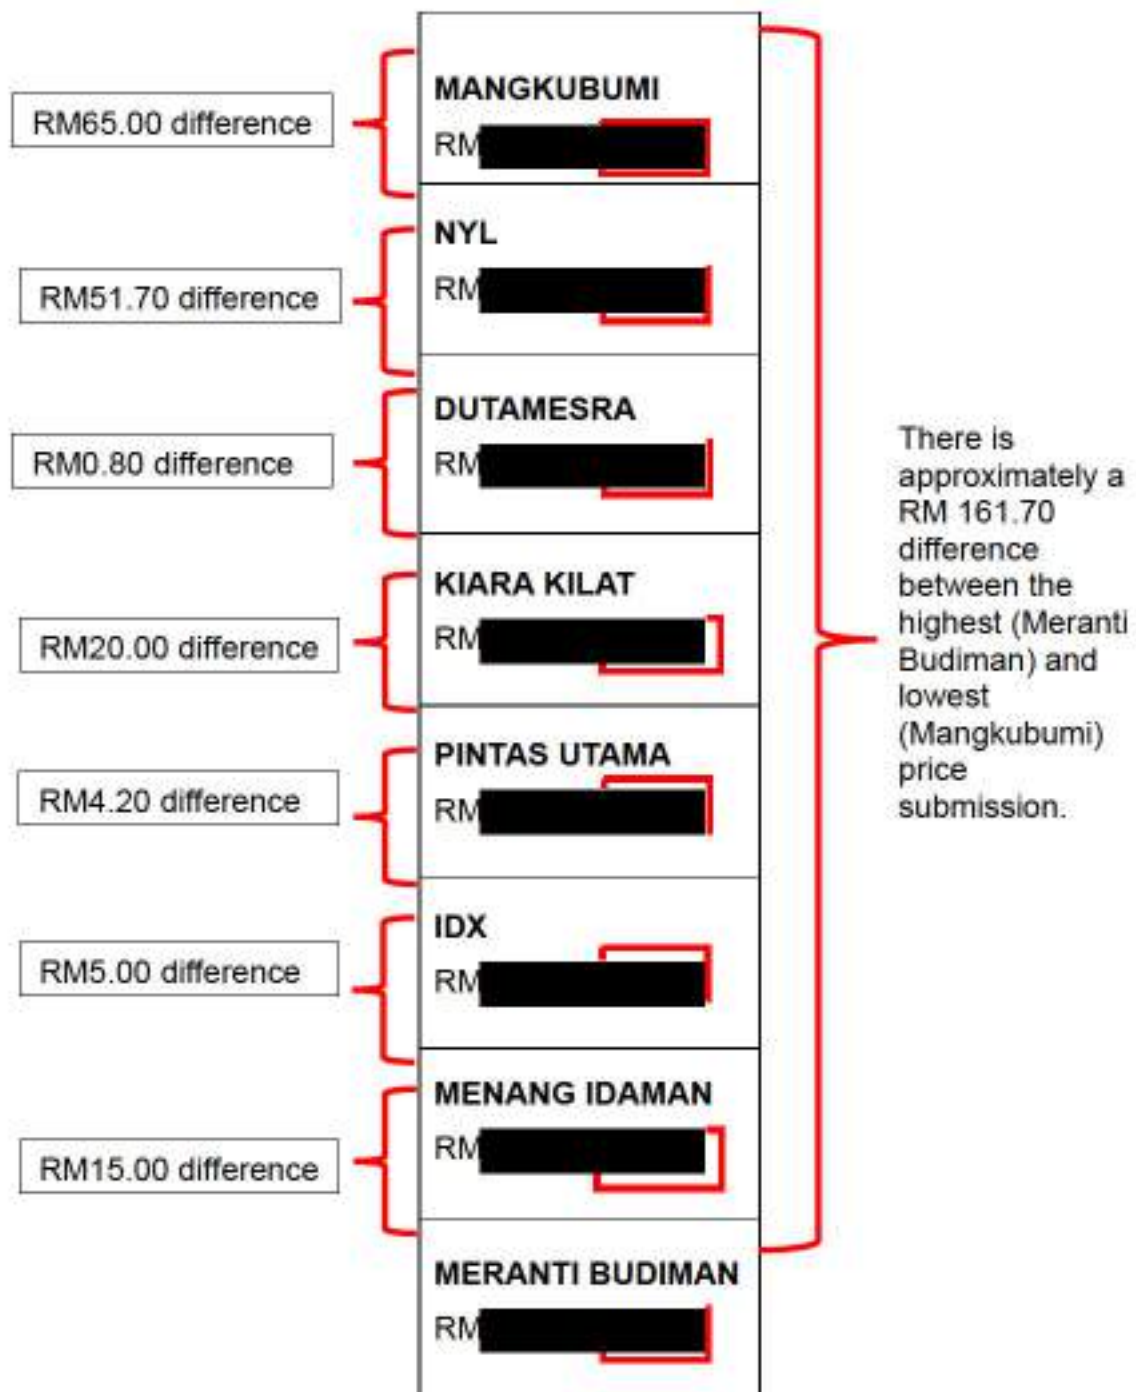 MANGKUBUMI
RM65.00 difference
RM
NYL
RM51.70 difference
RM
DUTAMESRA
RM0.80 difference
RM
KIARA KILAT
RM20.00 difference
RM
PINTAS UTAMA
RM4.20 difference
RM
IDX
RM5.00 difference
RM
MENANG IDAMAN
RM15.00 difference
RM
MERANTI BUDIMAN
RM
There is
approximately a
RM 161.70
difference
between the
highest (Meranti
Budiman) and
lowest
(Mangkubumi)
price
submission.